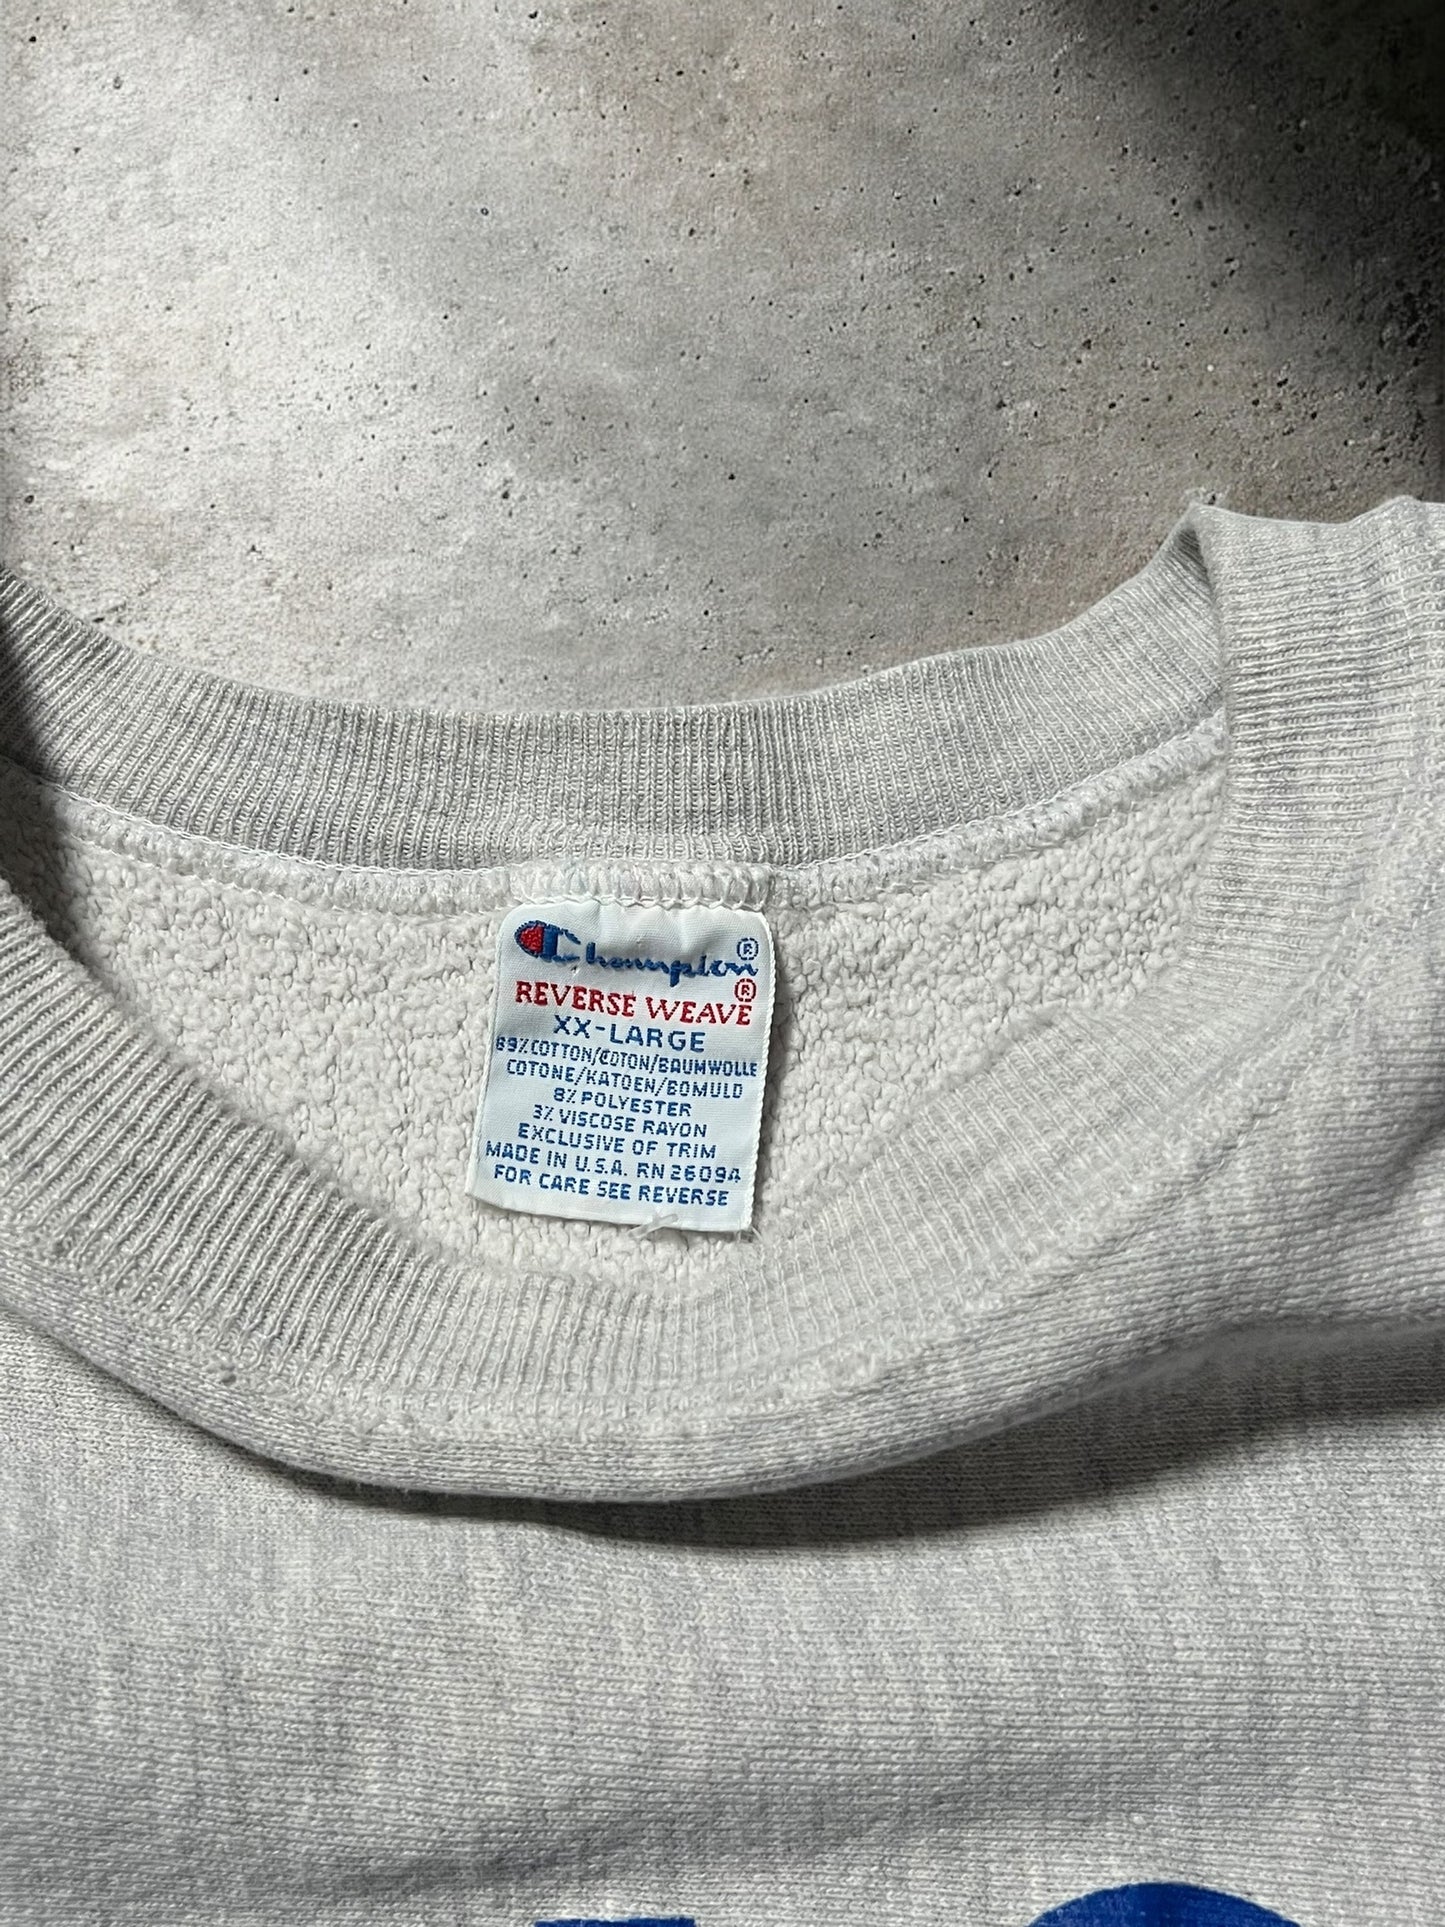 Champion®
REVERSE WEAVE®
XX-LARGE
89% COTTON/COTON/BAUMWOLLE
COTONE/KATOEN/BOMULD
8% POLYESTER
3% VISCOSE RAYON
EXCLUSIVE OF TRIM
MADE IN U.S.A. RN 26094
FOR CARE SEE REVERSE